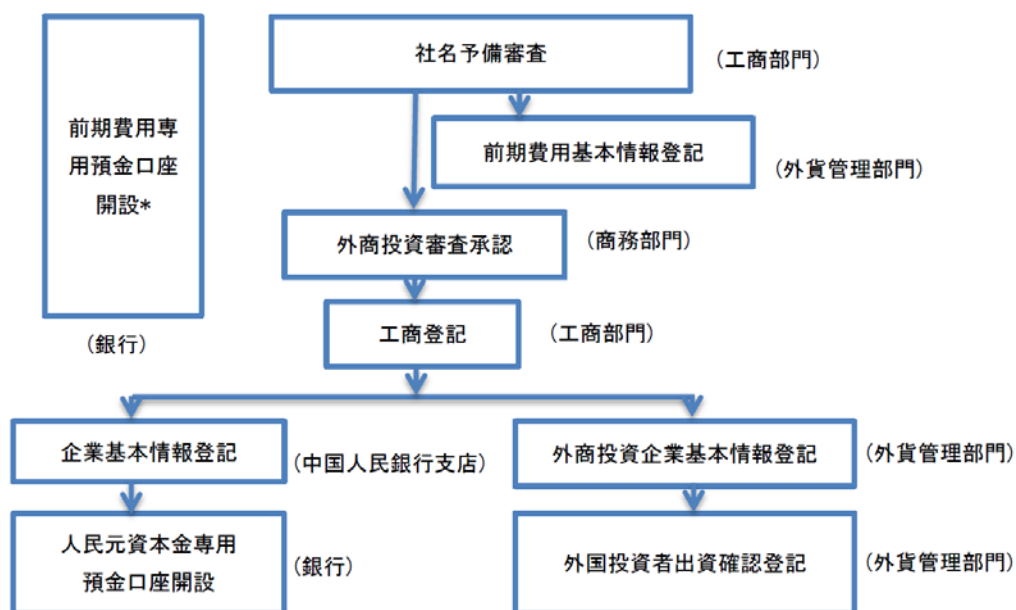 社名予備審査
(工商部門)
前期費用専
用預金口座
開設*
(銀行)
前期費用基本情報登記
(外貨管理部門)
外商投資審査承認
(商務部門)
工商登記
(工商部門)
企業基本情報登記
(中国人民銀行支店)
外商投資企業基本情報登記
(外貨管理部門)
人民元資本金専用
預金口座開設
(銀行)
外国投資者出資確認登記
(外貨管理部門)